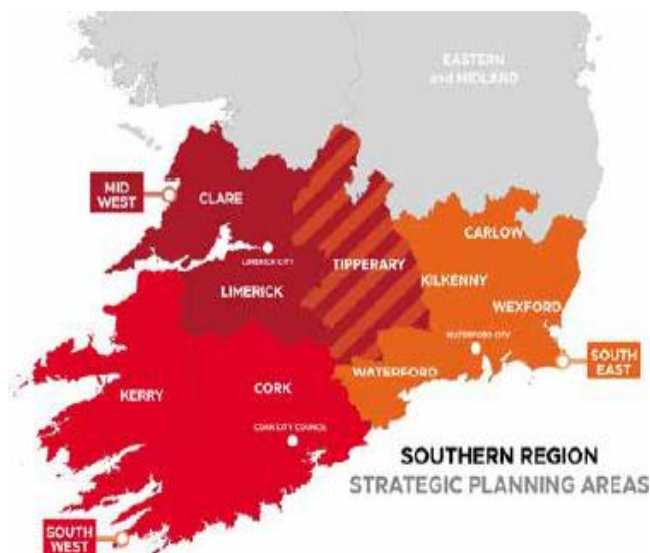 EASTERN
and MIDLAND
MID
WEST
CLARE
CARLOW
LIMERICK CITY
TIPPERARY
KILKENNY
LIMERICK
WEXFORD
WATERFORD CITY
SOUTH
EAST
WATERFORD
KERRY
CORK
CORK CITY COUNCIL
SOUTHERN REGION
STRATEGIC PLANNING AREAS
SOUTH
WEST